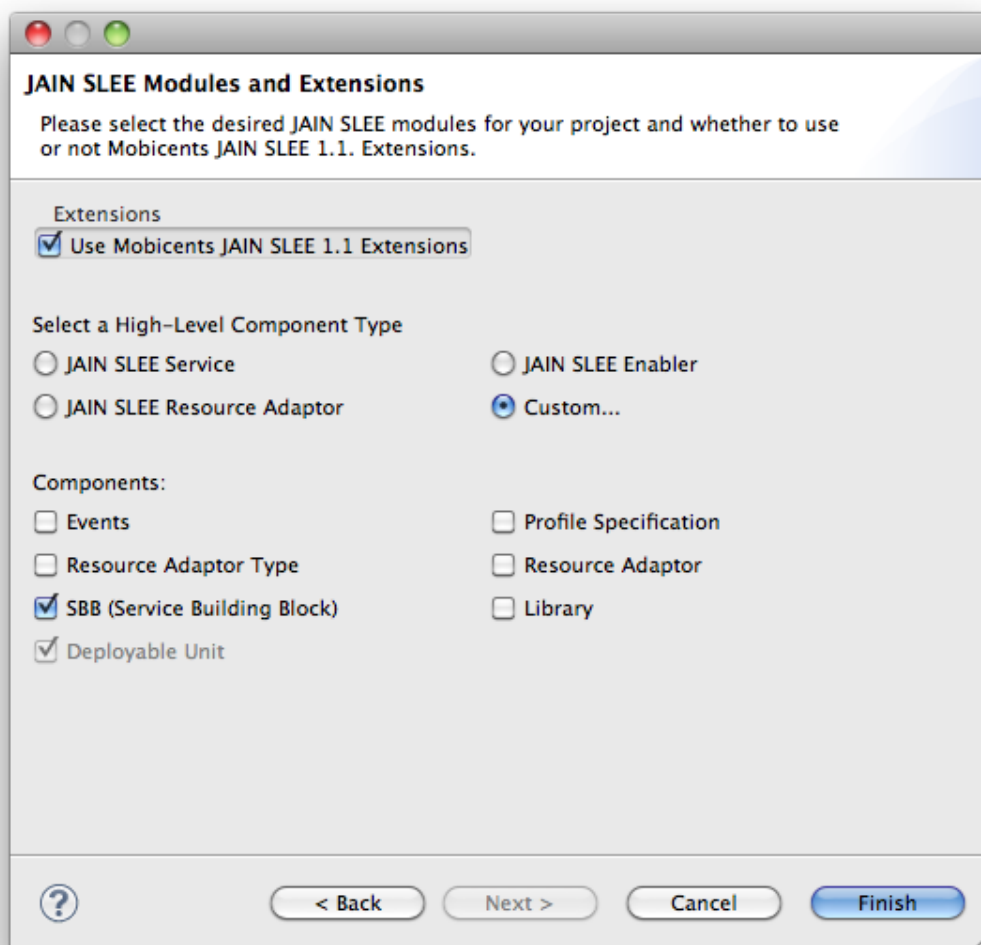 JAIN SLEE Modules and Extensions
Please select the desired JAIN SLEE modules for your project and whether to use
or not Mobicents JAIN SLEE 1.1. Extensions.
Extensions
Use Mobicents JAIN SLEE 1.1 Extensions
Select a High-Level Component Type
JAIN SLEE Service
JAIN SLEE Enabler
JAIN SLEE Resource Adaptor
Custom...
Components:
Events
Profile Specification
Resource Adaptor Type
Resource Adaptor
SBB (Service Building Block)
Library
Deployable Unit
?
< Back
Next >
Cancel
Finish